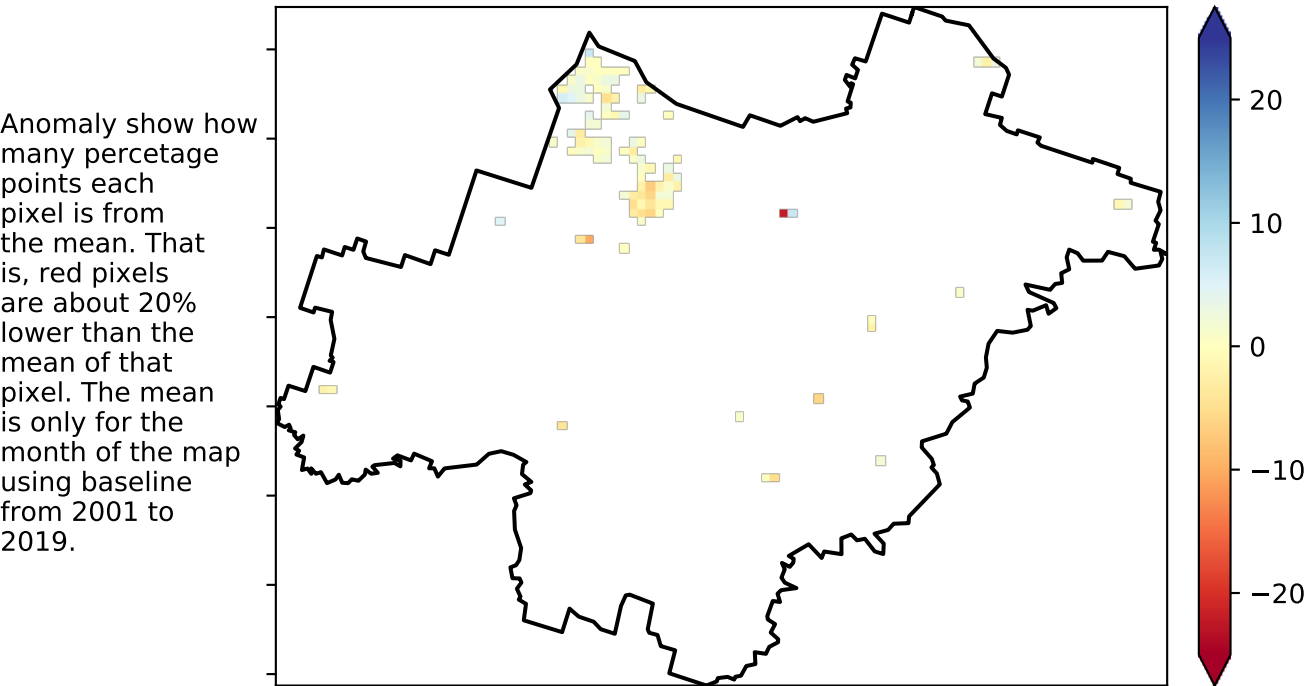 Anomaly show how
many percetage
points each
pixel is from
the mean. That
is, red pixels
are about 20%
lower than the
mean of that
pixel. The mean
is only for the
month of the map
using baseline
from 2001 to
2019.
20
10
0
−10
−20